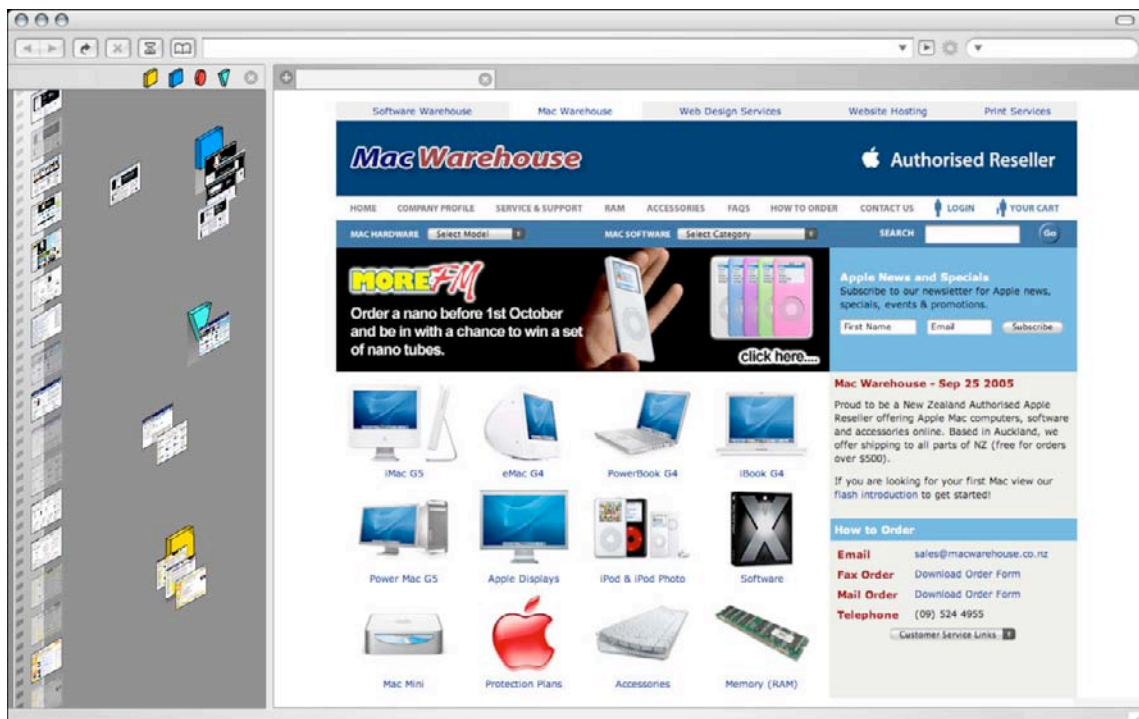 Software Warehouse
Mac Warehouse
Web Design Services
Website Hosting
Print Services
Mac Warehouse
Authorised Reseller
HOME
COMPANY PROFILE
SERVICE & SUPPORT
RAM
ACCESSORIES
FAQS
HOW TO ORDER
CONTACT US
LOGIN
YOUR CART
MAC HARDWARE
Select Model
MAC SOFTWARE
Select Category
SEARCH
Go
MOREFM
Order a nano before 1st October
and be in with a chance to win a set
of nano tubes.
click here....
Apple News and Specials
Subscribe to our newsletter for Apple news,
specials, events & promotions.
First Name
Email
Subscribe
iMac G5
eMac G4
PowerBook G4
iBook G4
Power Mac G5
Apple Displays
iPod & iPod Photo
Software
Mac Mini
Protection Plans
Accessories
Memory (RAM)
Mac Warehouse - Sep 25 2005
Proud to be a New Zealand Authorised Apple
Reseller offering Apple Mac computers, software
and accessories online. Based in Auckland, we
offer shipping to all parts of NZ (free for orders
over $500).
If you are looking for your first Mac view our
flash introduction to get started!
How to Order
Email sales@macwarehouse.co.nz
Fax Order Download Order Form
Mail Order Download Order Form
Telephone (09) 524 4955
Customer Service Links